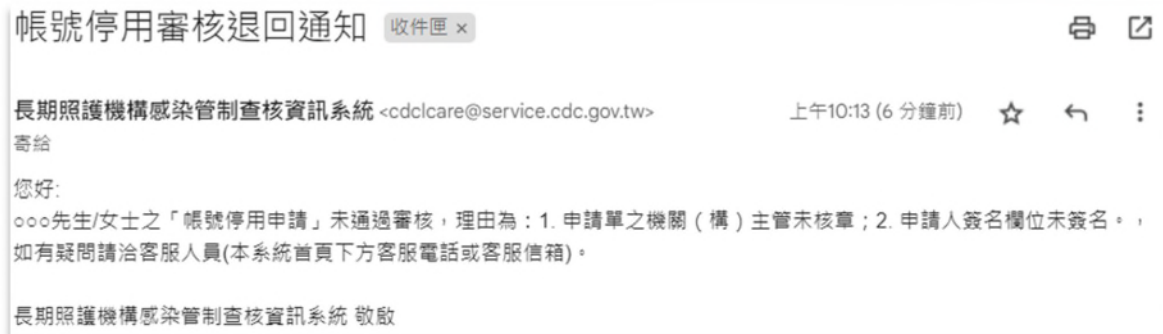 帳號停用審核退回通知 收件匣 ×
長期照護機構感染管制查核資訊系統 <cdclcare@service.cdc.gov.tw> 上午10:13 (6 分鐘前)
寄給
您好:
○○○先生/女士之「帳號停用申請」未通過審核，理由為：1. 申請單之機關（構）主管未核章；2. 申請人簽名欄位未簽名。，
如有疑問請洽客服人員(本系統首頁下方客服電話或客服信箱)。
長期照護機構感染管制查核資訊系統 敬啟